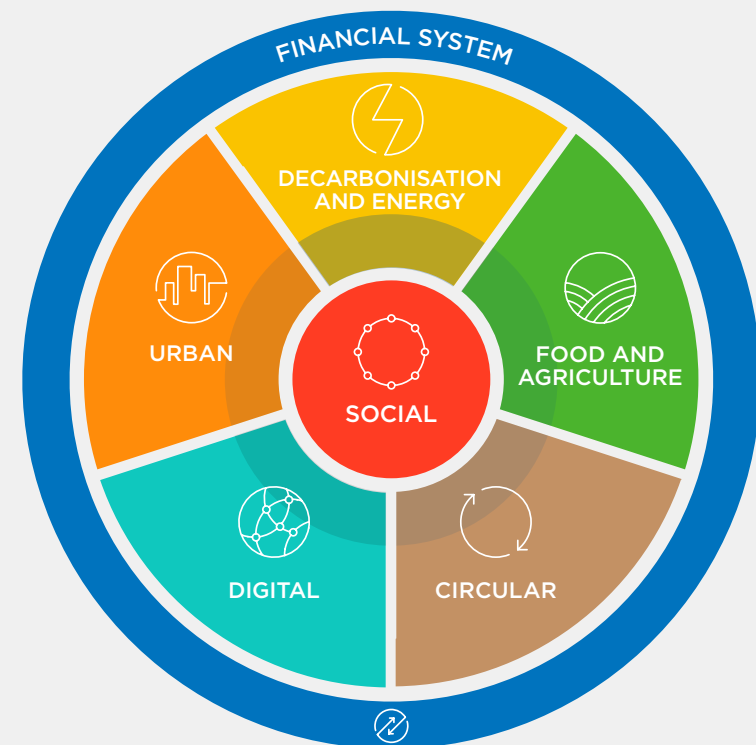 FINANCIAL SYSTEM
DECARBONISATION
AND ENERGY
URBAN
FOOD AND
AGRICULTURE
SOCIAL
DIGITAL
CIRCULAR